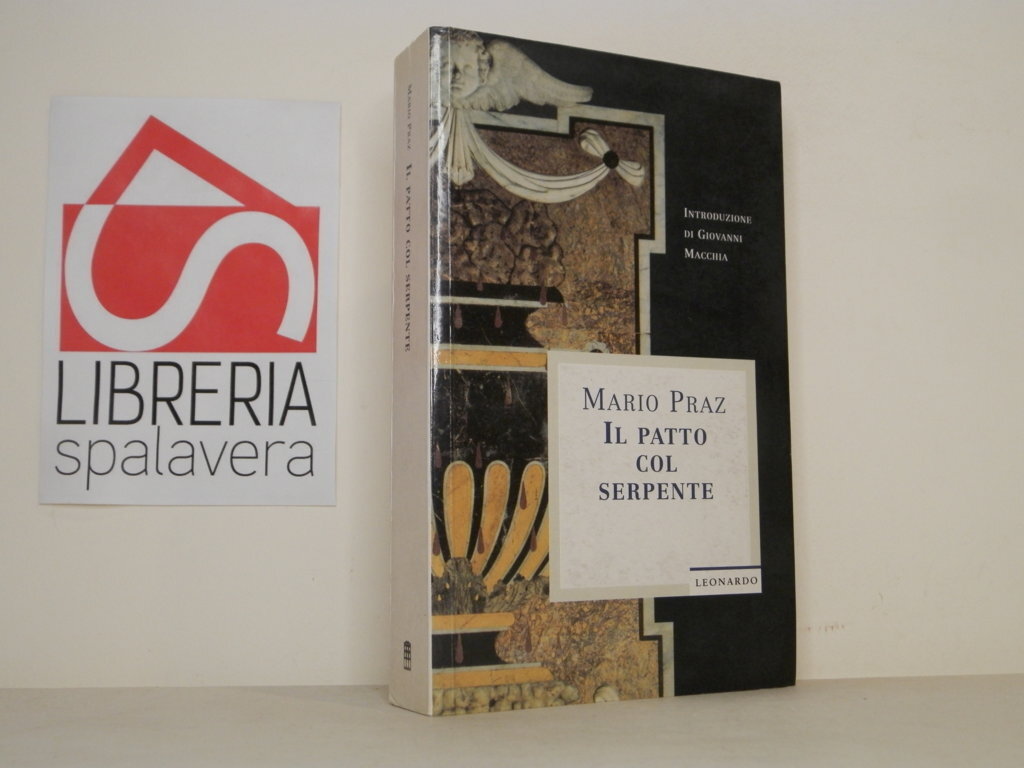 LIBRERIA
spalavera
Mario Praz Il patto col serpente
Introduzione
di Giovanni
Macchia
Mario Praz
Il patto
col
serpente
Leonardo